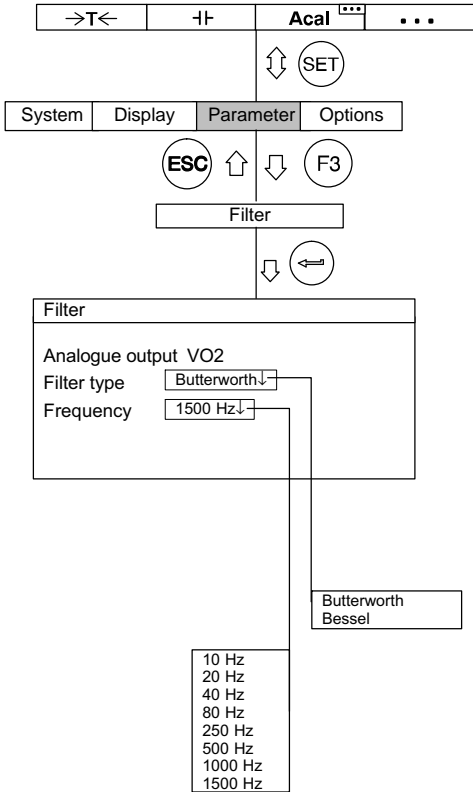 →T← ⊣⊢ Acal ...
SET
System Display Parameter Options
ESC F3
Filter
Filter
Analogue output VO2
Filter type Butterworth↓
Frequency 1500 Hz↓
Butterworth
Bessel
10 Hz
20 Hz
40 Hz
80 Hz
250 Hz
500 Hz
1000 Hz
1500 Hz